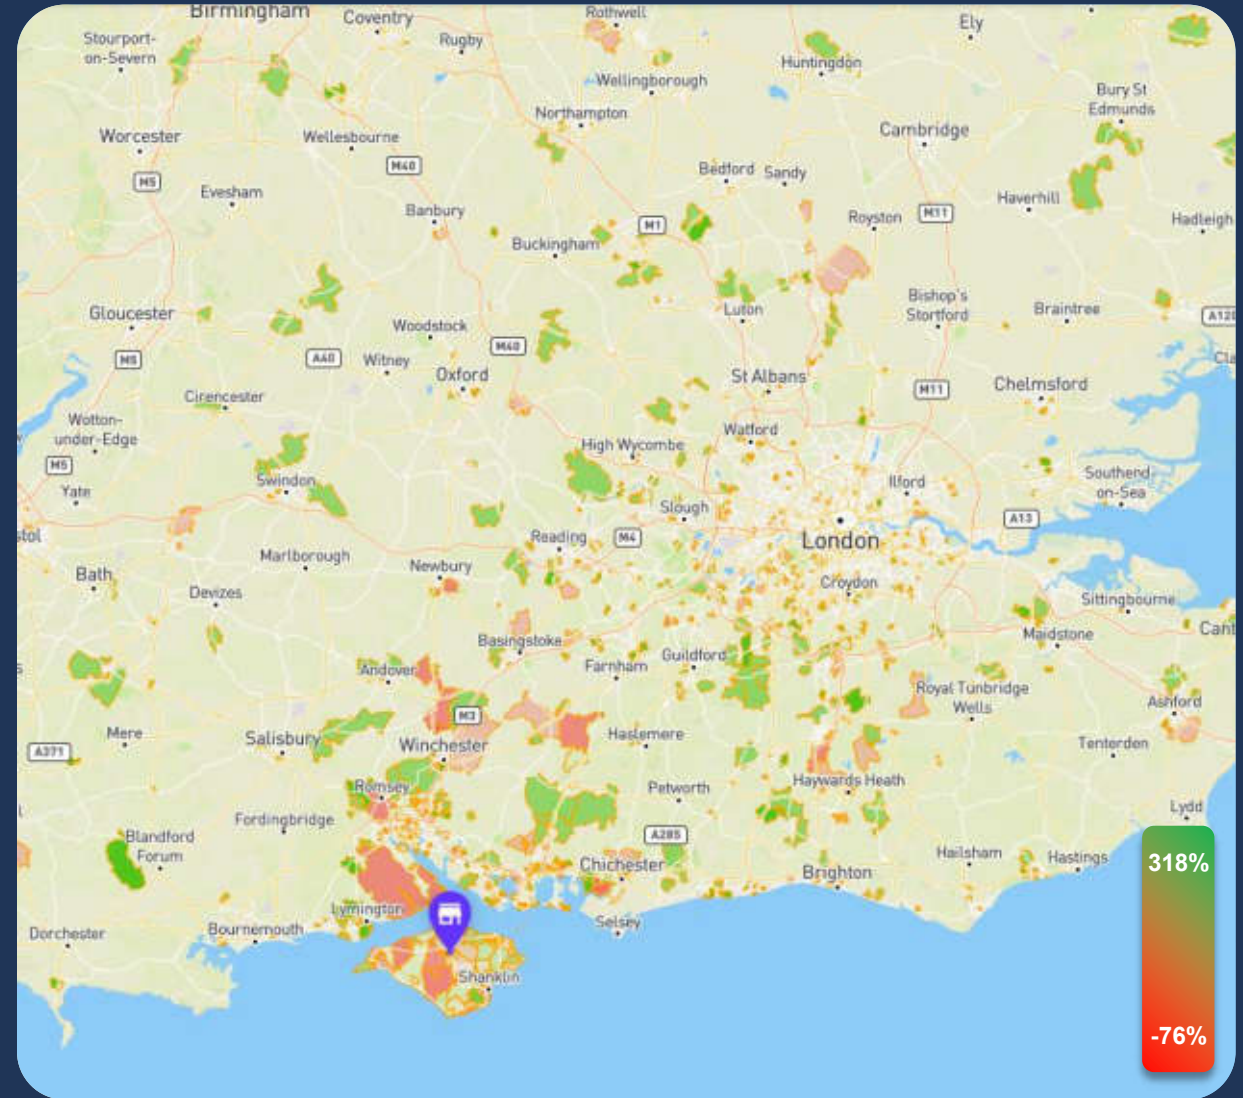 Birmingham
Coventry
Rothwell
Ely
Stourport-
on-Severn
Rugby
Huntingdon
Wellingborough
Bury St
Edmunds
Northampton
Worcester
Wellesbourne
Cambridge
M40
M5
Bedford
Sandy
Evesham
Haverhill
Banbury
M1
Royston
M11
Hadleigh
Buckingham
Gloucester
Woodstock
Luton
Bishop's
Stortford
Braintree
A120
M5
A40
Witney
M40
Oxford
Cla
St Albans
M11
Chelmsford
Cirencester
Wotton-
under-Edge
High Wycombe
Watford
M5
Yate
Swindon
Ilford
Southend-
on-Sea
Slough
A13
stol
Reading
M4
London
Marlborough
Bath
Newbury
Croydon
Devizes
Sittingbourne
Basingstoke
Maidstone
Cant
Andover
Farnham
Guildford
Royal Tunbridge
Wells
Ashford
M3
Mere
Salisbury
Winchester
Haslemere
Tenterden
A371
Romsey
Petworth
Haywards Heath
Lydd
Fordingbridge
Blandford
Forum
A285
Chichester
Brighton
Hailsham
Hastings
318%
Lymington
Selsey
Dorchester
Bournemouth
Shanklin
-76%